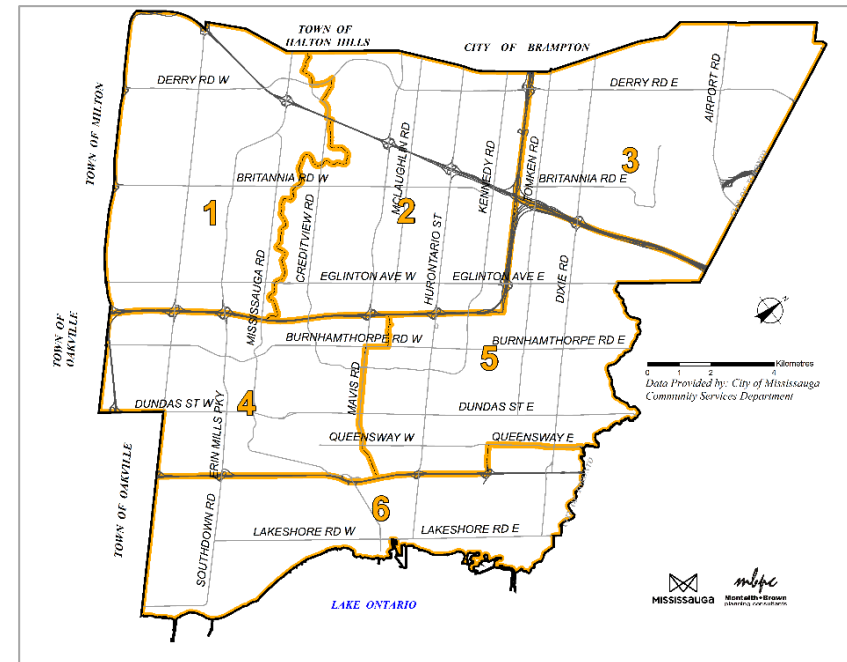 TOWN OF
HALTON HILLS
CITY OF BRAMPTON
DERRY RD W
DERRY RD E
AIRPORT RD
TOWN OF MILTON
MCLAUGHLIN RD
KENNEDY RD
TOMKEN RD
3
BRITANNIA RD W
BRITANNIA RD E
1
2
CREDITVIEW RD
MISSISSAUGA RD
HURONTARIO ST
EGLINTON AVE W
EGLINTON AVE E
DIXIE RD
N
TOWN OF
OAKVILLE
BURNHAMTHORPE RD W
BURNHAMTHORPE RD E
5
0
2
4
Kilometres
Data Provided by: City of Mississauga
Community Services Department
MAVIS RD
DUNDAS ST W
4
DUNDAS ST E
ERIN MILLS PKY
QUEENSWAY W
QUEENSWAY E
TOWN OF OAKVILLE
6
SOUTHDOWN RD
LAKESHORE RD W
LAKESHORE RD E
LAKE ONTARIO
MISSISSAUGA
mbpc
Monteith•Brown
planning consultants